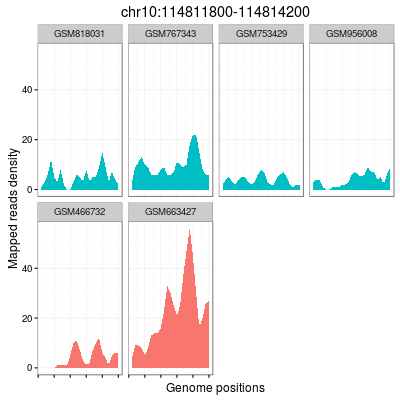 chr10:114811800-114814200
GSM818031 GSM767343 GSM753429 GSM956008
40
20
0
GSM466732 GSM663427
40
20
0
Mapped reads density
Genome positions